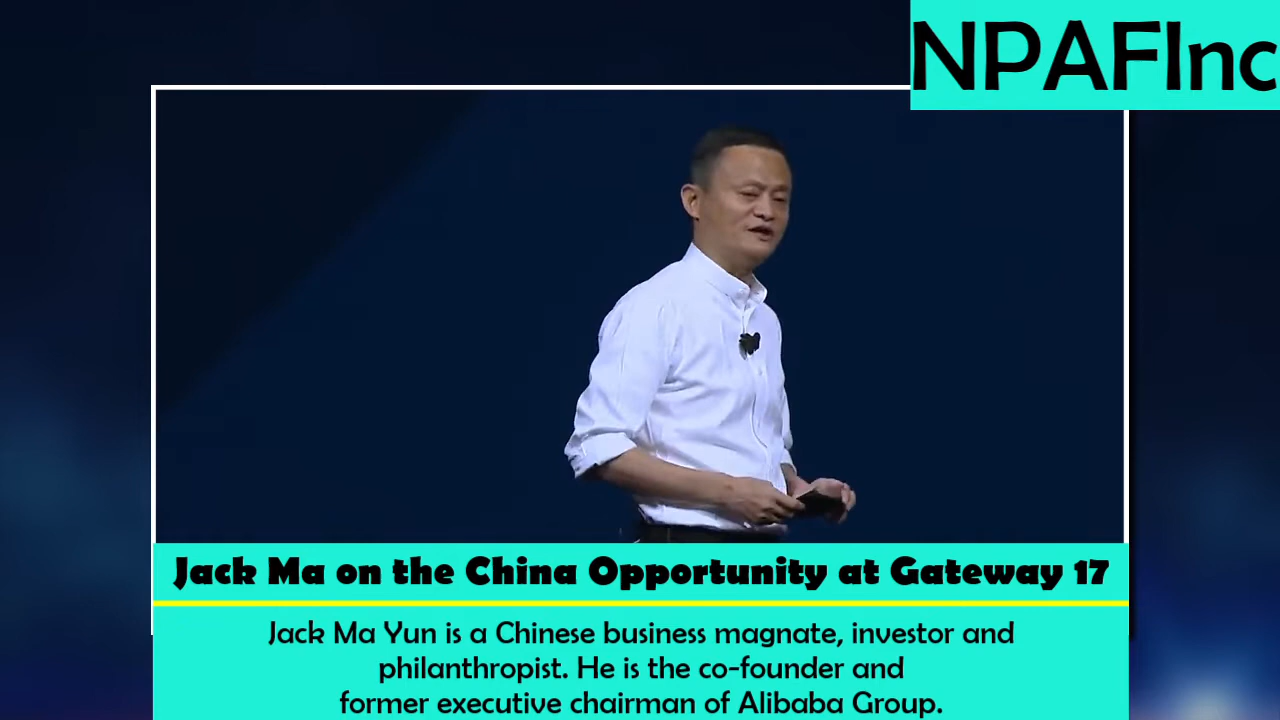 NPAFInc
Jack Ma on the China Opportunity at Gateway 17
Jack Ma Yun is a Chinese business magnate, investor and
philanthropist. He is the co-founder and
former executive chairman of Alibaba Group.